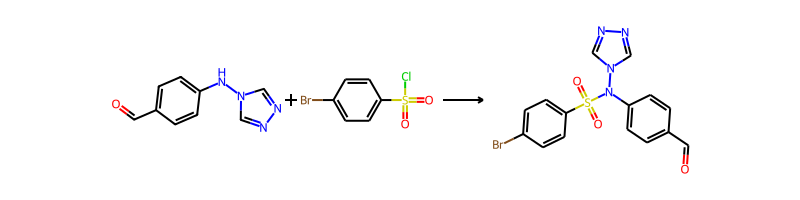 O H N N N N + Br Cl S O O
N N N N O S O Br O